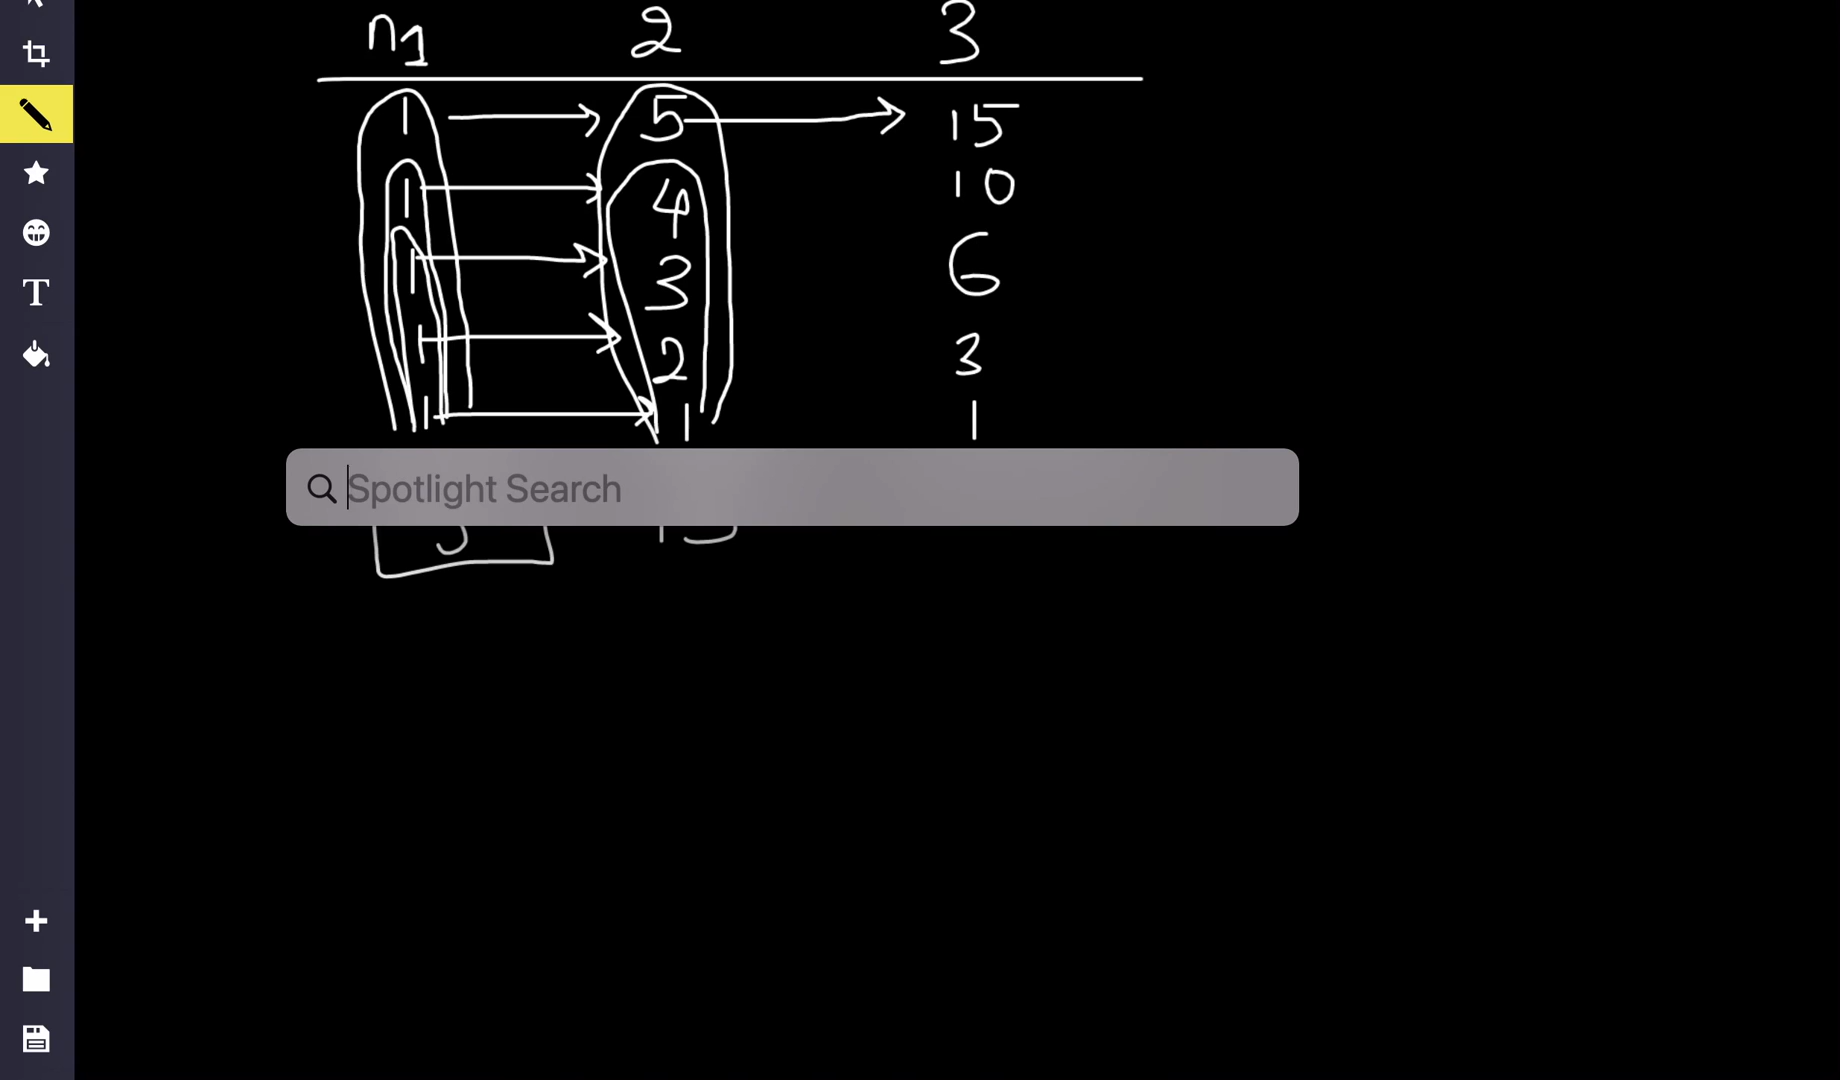 n1 2 3
1 5 15
1 4 10
1 3 6
1 2 3
1 1 1
Spotlight Search
T